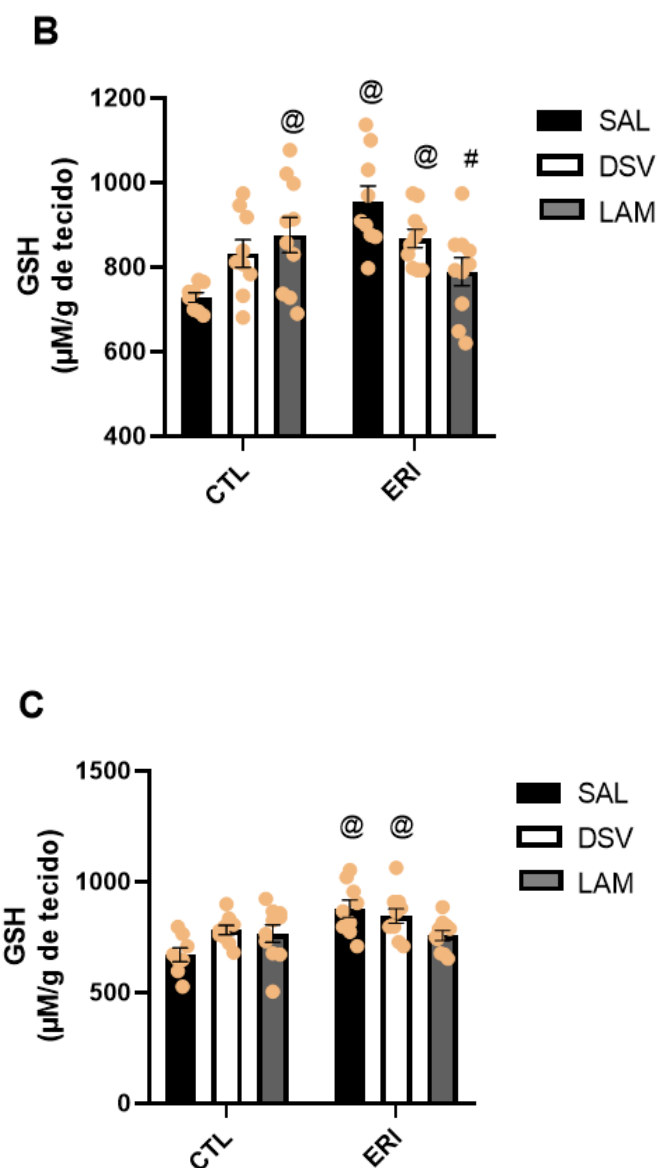 B
@
@
@
#
1200
1000
800
600
400
GSH
(µM/g de tecido)
CTL
ERI
SAL
DSV
LAM
C
@
@
1500
1000
500
0
GSH
(µM/g de tecido)
CTL
ERI
SAL
DSV
LAM